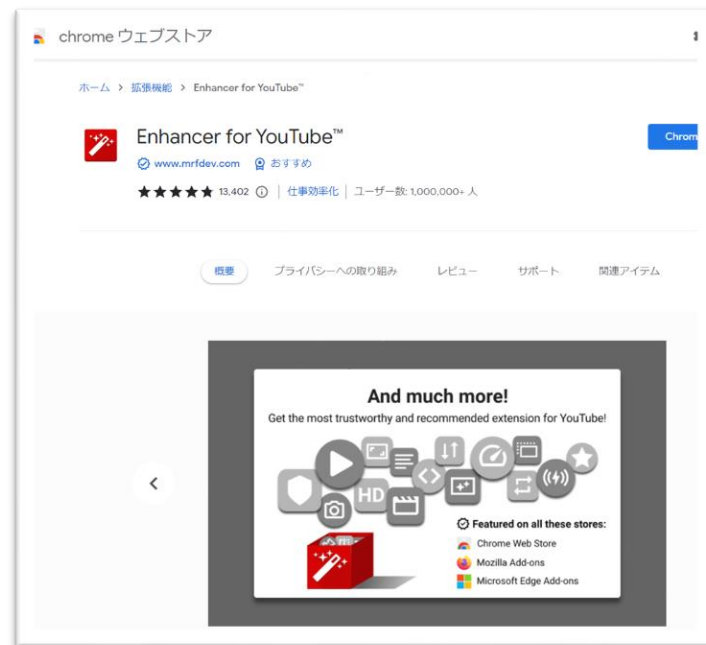 chrome ウェブストア
ホーム > 拡張機能 > Enhancer for YouTube™
Enhancer for YouTube™
www.mrfdev.com おすすめ
13,402 | 仕事効率化 | ユーザー数: 1,000,000+ 人
Chrom
概要 プライバシーへの取り組み レビュー サポート 関連アイテム
And much more!
Get the most trustworthy and recommended extension for YouTube!
HD
Featured on all these stores:
Chrome Web Store
Mozilla Add-ons
Microsoft Edge Add-ons